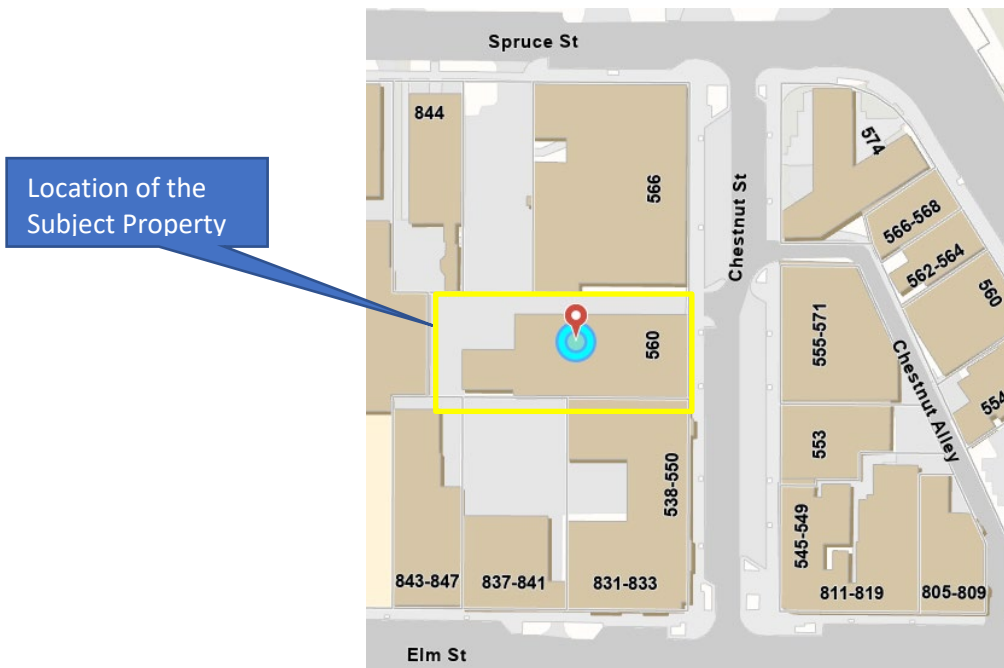 Spruce St
844
574
Location of the
Subject Property
566
Chestnut St
566-568
562-564
560
560
555-571
Chestnut Alley
554
553
538-550
545-549
843-847
837-841
831-833
811-819
805-809
Elm St